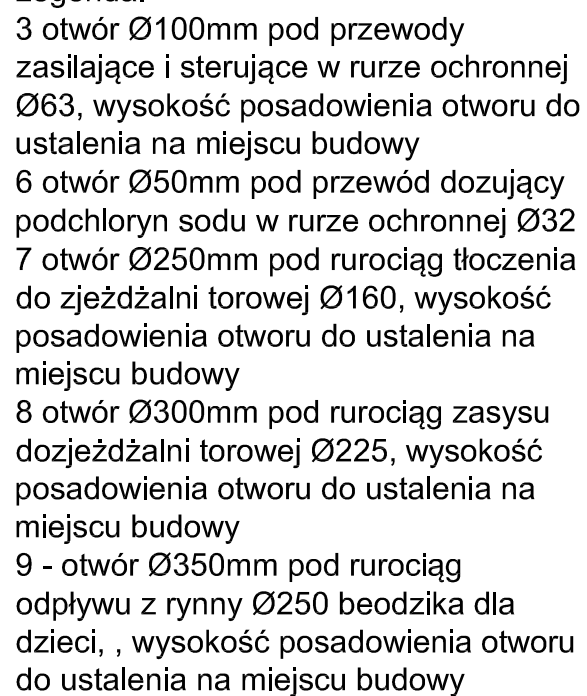 Legenda:
3 otwór Ø100mm pod przewody
zasilające i sterujące w rurze ochronnej
Ø63, wysokość posadowienia otworu do
ustalenia na miejscu budowy
6 otwór Ø50mm pod przewód dozujący
podchloryn sodu w rurze ochronnej Ø32
7 otwór Ø250mm pod rurociąg tłoczenia
do zjeżdżalni torowej Ø160, wysokość
posadowienia otworu do ustalenia na
miejscu budowy
8 otwór Ø300mm pod rurociąg zasysu
dozjeżdżalni torowej Ø225, wysokość
posadowienia otworu do ustalenia na
miejscu budowy
9 - otwór Ø350mm pod rurociąg
odpływu z rynny Ø250 beodzika dla
dzieci, , wysokość posadowienia otworu
do ustalenia na miejscu budowy